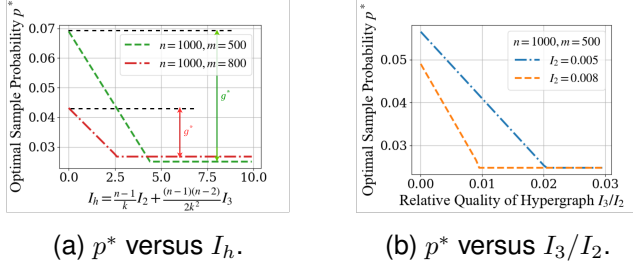 Optimal Sample Probability p*
0.07
0.06
0.05
0.04
0.03
n=1000, m=500
n=1000, m=800
g*
g*
0.0 2.5 5.0 7.5 10.0
I_h = \frac{n-1}{k} I_2 + \frac{(n-1)(n-2)}{2k^2} I_3
(a) p* versus I_h.
Optimal Sample Probability p*
0.05
0.04
0.03
n=1000, m=500
I_2=0.005
I_2=0.008
0.00 0.01 0.02 0.03
Relative Quality of Hypergraph I_3/I_2
(b) p* versus I_3/I_2.